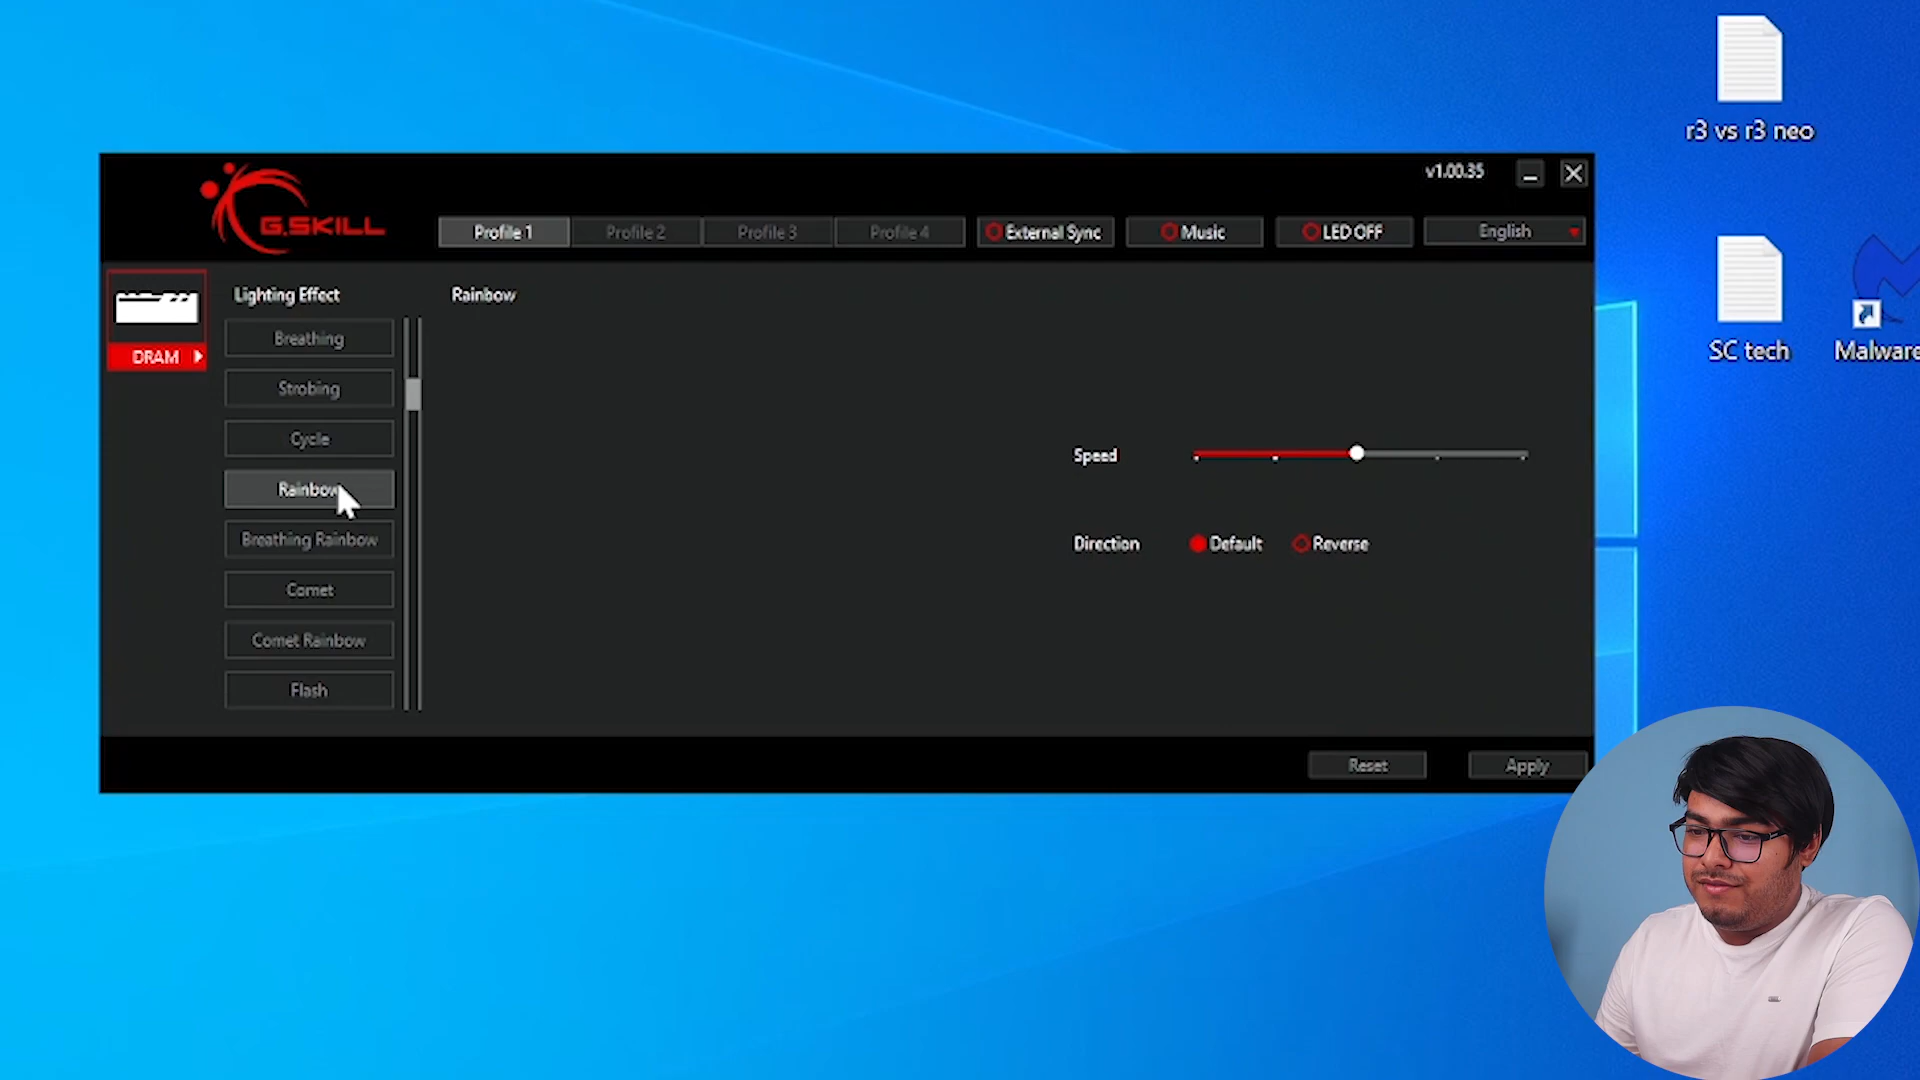 r3 vs r3 neo
v1.00.35
G.SKILL
Profile 1 Profile 2 Profile 3 Profile 4 External Sync Music LED OFF English
DRAM
Lighting Effect
Breathing
Strobing
Cycle
Rainbow
Breathing Rainbow
Comet
Comet Rainbow
Flash
Rainbow
Speed
Direction Default Reverse
Reset Apply
SC tech
Malware